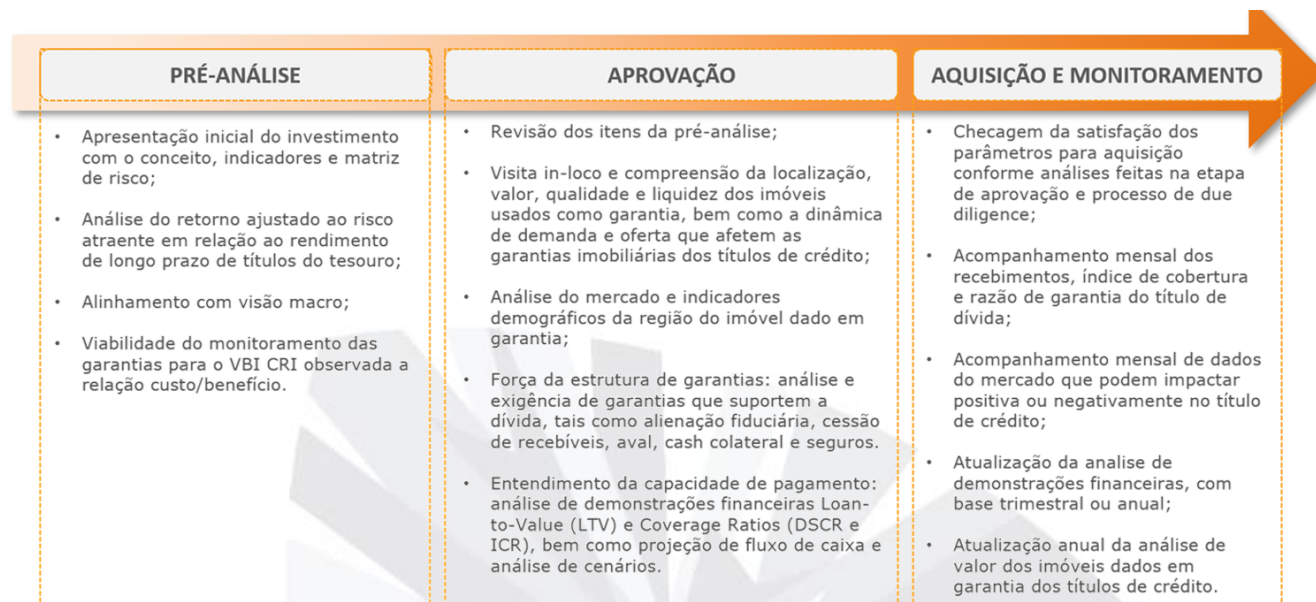 PRÉ-ANÁLISE
• Apresentação inicial do investimento
com o conceito, indicadores e matriz
de risco;
• Análise do retorno ajustado ao risco
atraente em relação ao rendimento
de longo prazo de títulos do tesouro;
• Alinhamento com visão macro;
• Viabilidade do monitoramento das
garantias para o VBI CRI observada a
relação custo/benefício.
APROVAÇÃO
• Revisão dos itens da pré-análise;
• Visita in-loco e compreensão da localização,
valor, qualidade e liquidez dos imóveis
usados como garantia, bem como a dinâmica
de demanda e oferta que afetem as
garantias imobiliárias dos títulos de crédito;
• Análise do mercado e indicadores
demográficos da região do imóvel dado em
garantia;
• Força da estrutura de garantias: análise e
exigência de garantias que suportem a
dívida, tais como alienação fiduciária, cessão
de recebíveis, aval, cash colateral e seguros.
• Entendimento da capacidade de pagamento:
análise de demonstrações financeiras Loan-
to-Value (LTV) e Coverage Ratios (DSCR e
ICR), bem como projeção de fluxo de caixa e
análise de cenários.
AQUISIÇÃO E MONITORAMENTO
• Checagem da satisfação dos
parâmetros para aquisição
conforme análises feitas na etapa
de aprovação e processo de due
diligence;
• Acompanhamento mensal dos
recebimentos, índice de cobertura
e razão de garantia do título de
dívida;
• Acompanhamento mensal de dados
do mercado que podem impactar
positiva ou negativamente no título
de crédito;
• Atualização da analise de
demonstrações financeiras, com
base trimestral ou anual;
• Atualização anual da análise de
valor dos imóveis dados em
garantia dos títulos de crédito.